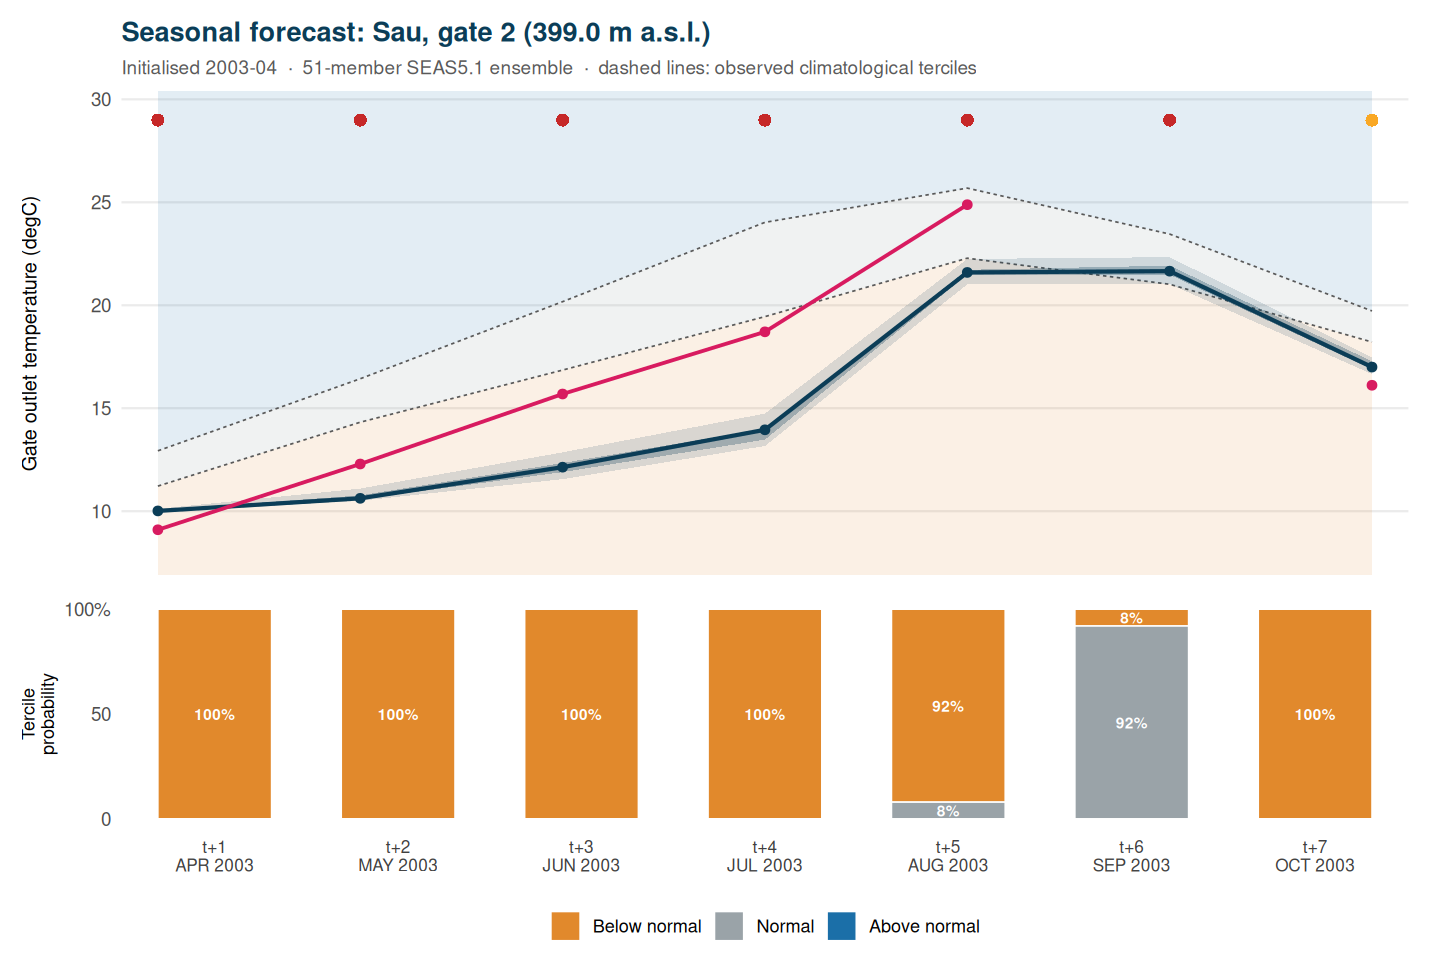 Seasonal forecast: Sau, gate 2 (399.0 m a.s.l.)
Initialised 2003-04 · 51-member SEAS5.1 ensemble · dashed lines: observed climatological terciles
Gate outlet temperature (degC)
30
25
20
15
10
Tercile
probability
100%
50
0
100%
100%
100%
100%
92%
8%
8%
92%
100%
t+1
APR 2003
t+2
MAY 2003
t+3
JUN 2003
t+4
JUL 2003
t+5
AUG 2003
t+6
SEP 2003
t+7
OCT 2003
Below normal
Normal
Above normal